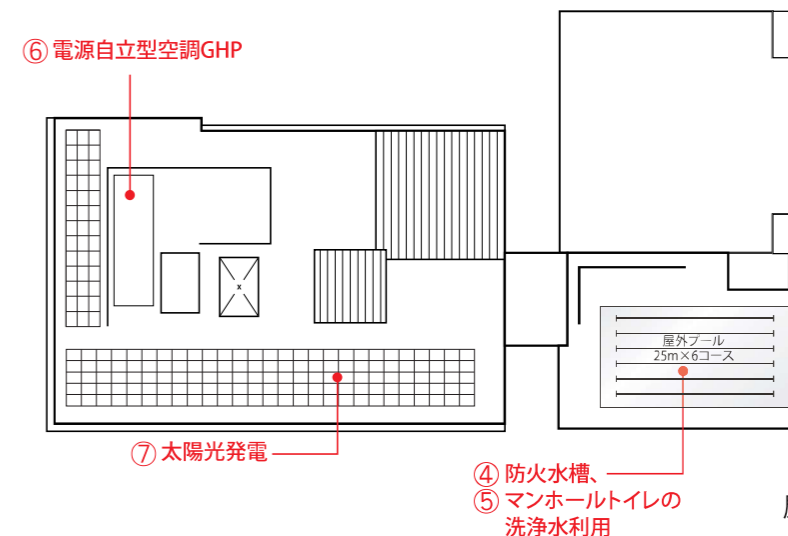 ⑥ 電源自立型空調GHP
x
屋外プール
25m×6コース
⑦ 太陽光発電
④ 防火水槽、
⑤ マンホールトイレの
洗浄水利用